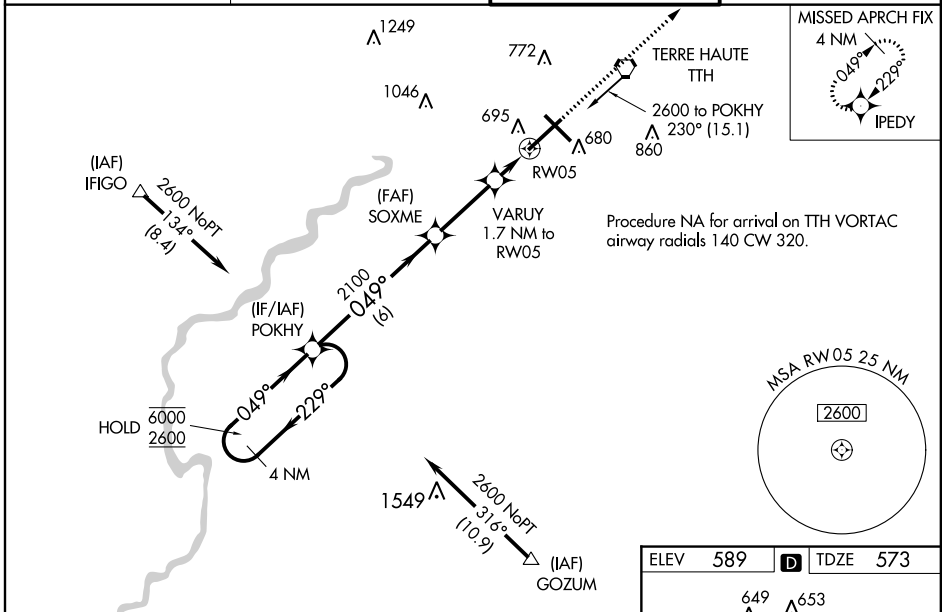 1249
772
TERRE HAUTE
TTH
1046
695
680
860
2600 to POKHY
230° (15.1)
RW05
MISSED APRCH FIX
4 NM
049°
229°
IPEDY
(IAF)
IFIGO
2600 NoPT
134°
(8.4)
(FAF)
SOXME
VARUY
1.7 NM to
RW05
Procedure NA for arrival on TTH VORTAC
airway radials 140 CW 320.
2100
049°
(6)
(IF/IAF)
POKHY
049°
229°
HOLD
6000
2600
4 NM
MSA RW05 25 NM
2600
1549
2600 NoPT
316°
(10.9)
(IAF)
GOZUM
ELEV 589 D TDZE 573
649
653